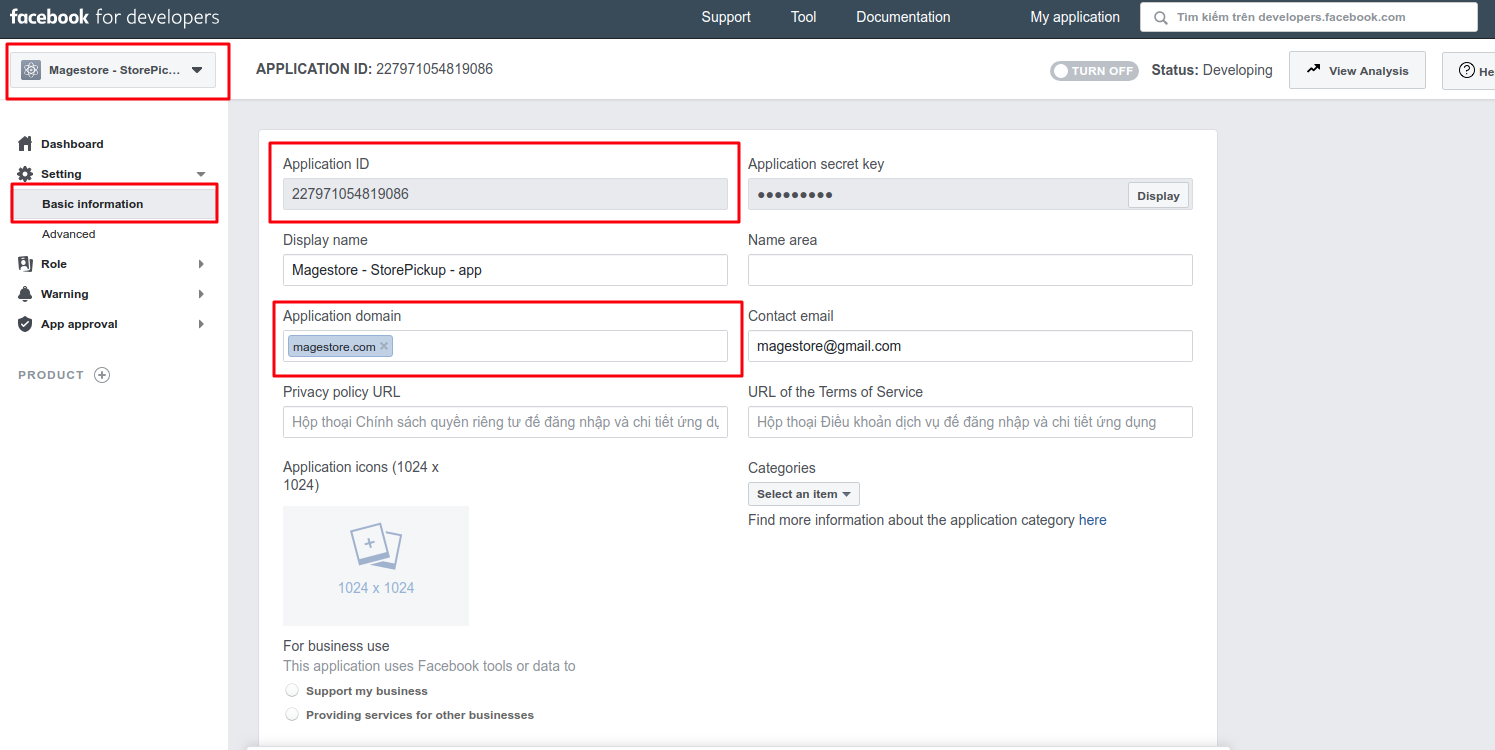 facebook for developers
Support
Tool
Documentation
My application
Tìm kiếm trên developers.facebook.com
Magestore - StorePic...
APPLICATION ID: 227971054819086
TURN OFF
Status: Developing
View Analysis
Dashboard
Setting
Basic information
Advanced
Role
Warning
App approval
PRODUCT
Application ID
227971054819086
Application secret key
Display
Display name
Magestore - StorePickup - app
Name area
Application domain
magestore.com
Contact email
magestore@gmail.com
Privacy policy URL
Hộp thoại Chính sách quyền riêng tư để đăng nhập và chi tiết ứng
URL of the Terms of Service
Hộp thoại Điều khoản dịch vụ để đăng nhập và chi tiết ứng dụng
Application icons (1024 x
1024)
1024 x 1024
Categories
Select an item
Find more information about the application category here
For business use
This application uses Facebook tools or data to
Support my business
Providing services for other businesses